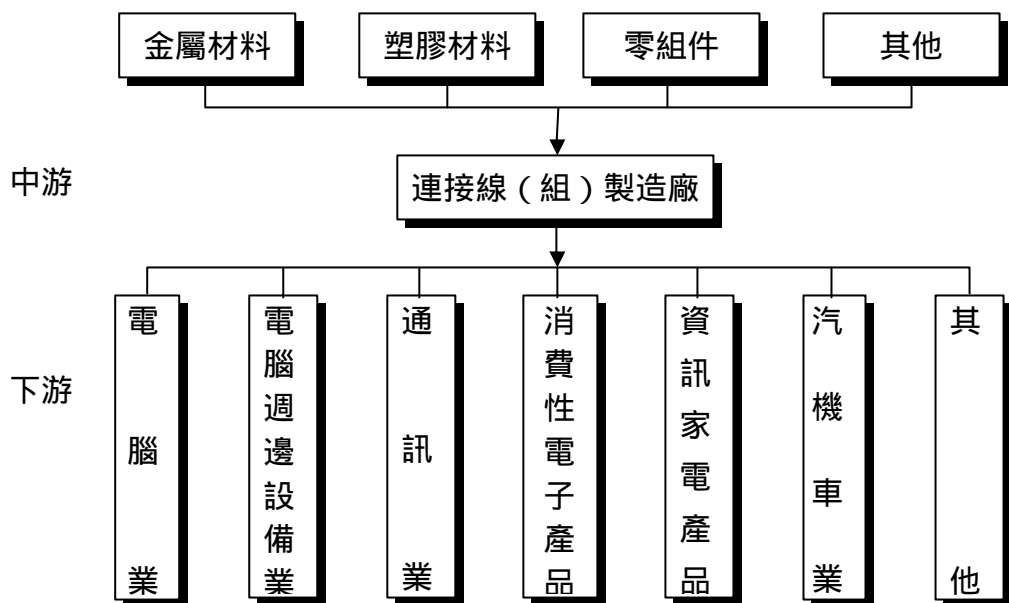 金屬材料
塑膠材料
零組件
其他
中游
連接線（組）製造廠
下游
電腦業
電腦週邊設備業
通訊業
消費性電子產品
資訊家電產品
汽機車業
其他